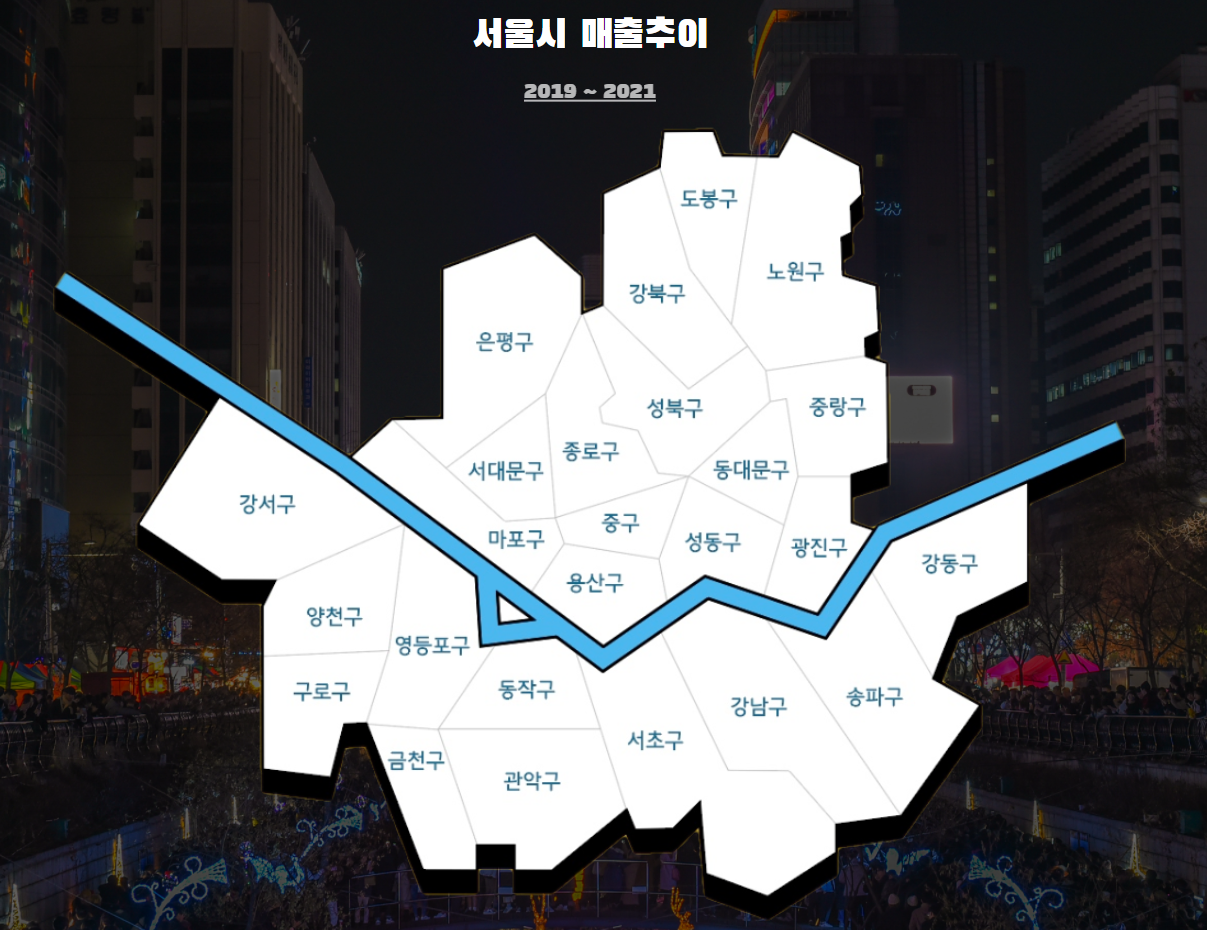 서울시 매출추이
2019 ~ 2021
도봉구
노원구
강북구
은평구
성북구
중랑구
종로구
서대문구
동대문구
강서구
중구
마포구
성동구
광진구
강동구
용산구
양천구
영등포구
구로구
동작구
송파구
강남구
서초구
금천구
관악구